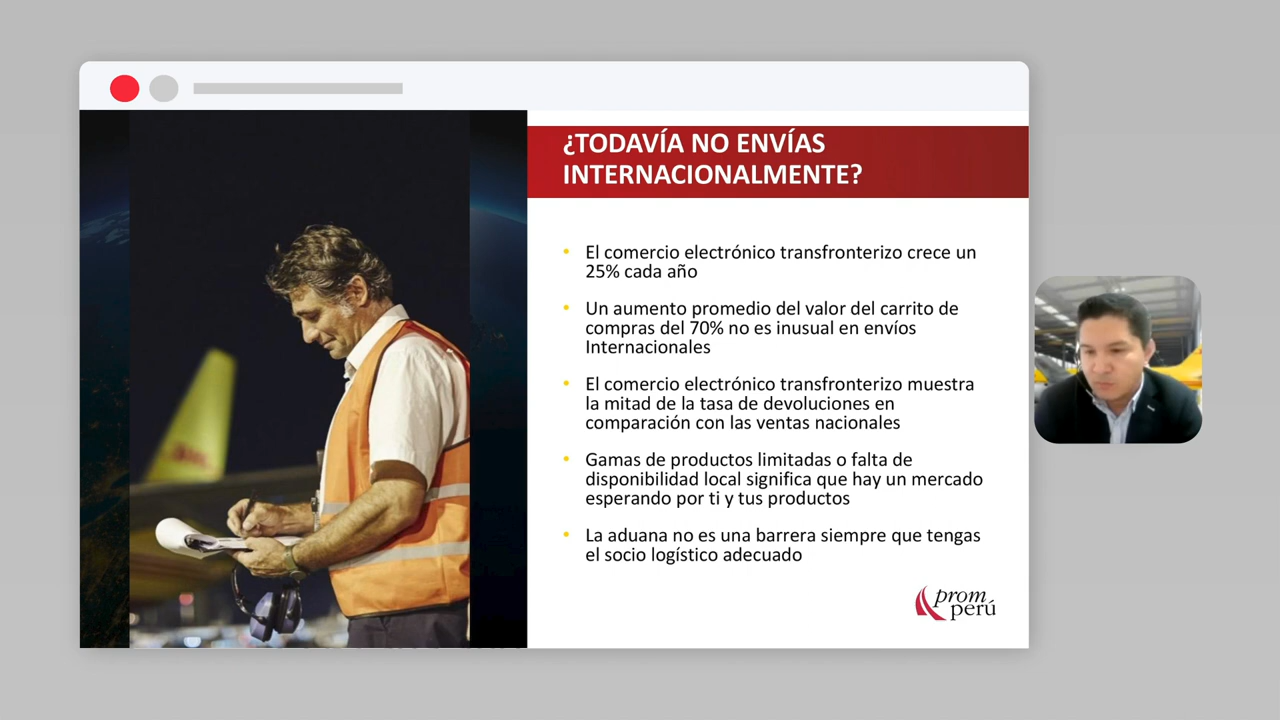 ¿TODAVÍA NO ENVÍAS
INTERNACIONALMENTE?
• El comercio electrónico transfronterizo crece un
25% cada año
• Un aumento promedio del valor del carrito de
compras del 70% no es inusual en envíos
Internacionales
• El comercio electrónico transfronterizo muestra
la mitad de la tasa de devoluciones en
comparación con las ventas nacionales
• Gamas de productos limitadas o falta de
disponibilidad local significa que hay un mercado
esperando por ti y tus productos
• La aduana no es una barrera siempre que tengas
el socio logístico adecuado
prom
perú